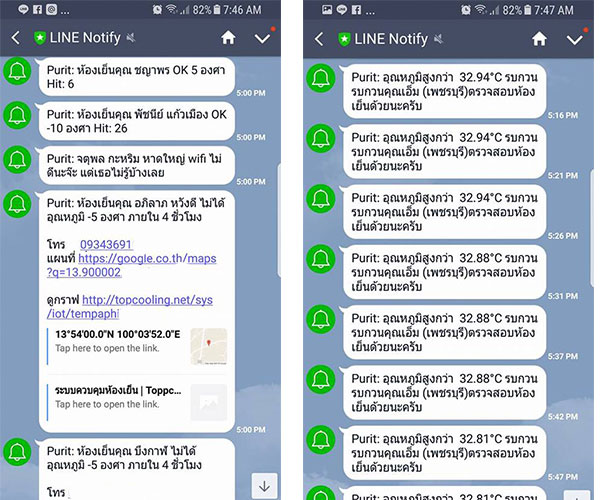 ... 82% 7:46 AM
LINE Notify
Purit: ห้องเย็นคุณ ชญาพร OK 5 องศา
Hit: 6
5:00 PM
Purit: ห้องเย็นคุณ พัชนีย์ แก้วเมือง OK
-10 องศา Hit: 26
5:00 PM
Purit: จตุพล กะหริม หาดใหญ่ wifi ไม่
ดีนะจ๊ะ แต่เธอไม่รู้บ้างเลย
5:00 PM
Purit: ห้องเย็นคุณ อภิลาภ หวังดี ไม่ได้
อุณหภูมิ -5 องศา ภายใน 4 ชั่วโมง
โทร 09343691
แผนที่ https://google.co.th/maps
?q=13.900002
ดูกราฟ http://topcooling.net/sys
/iot/tempaph
13°54'00.0"N 100°03'52.0"E
Tap here to open the link.
ระบบควบคุมห้องเย็น | Toppc...
Tap here to open the link.
5:00 PM
Purit: ห้องเย็นคุณ บึงกาฬ ไม่ได้
อุณหภูมิ -5 องศา ภายใน 4 ชั่วโมง
โทร
... 82% 7:47 AM
LINE Notify
Purit: อุณหภูมิสูงกว่า 32.94°C รบกวน
รบกวนคุณเอ็ม (เพชรบุรี)ตรวจสอบห้อง
เย็นด้วยนะครับ
5:16 PM
Purit: อุณหภูมิสูงกว่า 32.94°C รบกวน
รบกวนคุณเอ็ม (เพชรบุรี)ตรวจสอบห้อง
เย็นด้วยนะครับ
5:21 PM
Purit: อุณหภูมิสูงกว่า 32.94°C รบกวน
รบกวนคุณเอ็ม (เพชรบุรี)ตรวจสอบห้อง
เย็นด้วยนะครับ
5:26 PM
Purit: อุณหภูมิสูงกว่า 32.88°C รบกวน
รบกวนคุณเอ็ม (เพชรบุรี)ตรวจสอบห้อง
เย็นด้วยนะครับ
5:31 PM
Purit: อุณหภูมิสูงกว่า 32.88°C รบกวน
รบกวนคุณเอ็ม (เพชรบุรี)ตรวจสอบห้อง
เย็นด้วยนะครับ
5:37 PM
Purit: อุณหภูมิสูงกว่า 32.88°C รบกวน
รบกวนคุณเอ็ม (เพชรบุรี)ตรวจสอบห้อง
เย็นด้วยนะครับ
5:42 PM
Purit: อุณหภูมิสูงกว่า 32.81°C รบกวน
รบกวนคุณเอ็ม (เพชรบุรี)ตรวจสอบห้อง
เย็นด้วยนะครับ
5:47 PM
Purit: อุณหภูมิสูงกว่า 32.81°C รบกวน